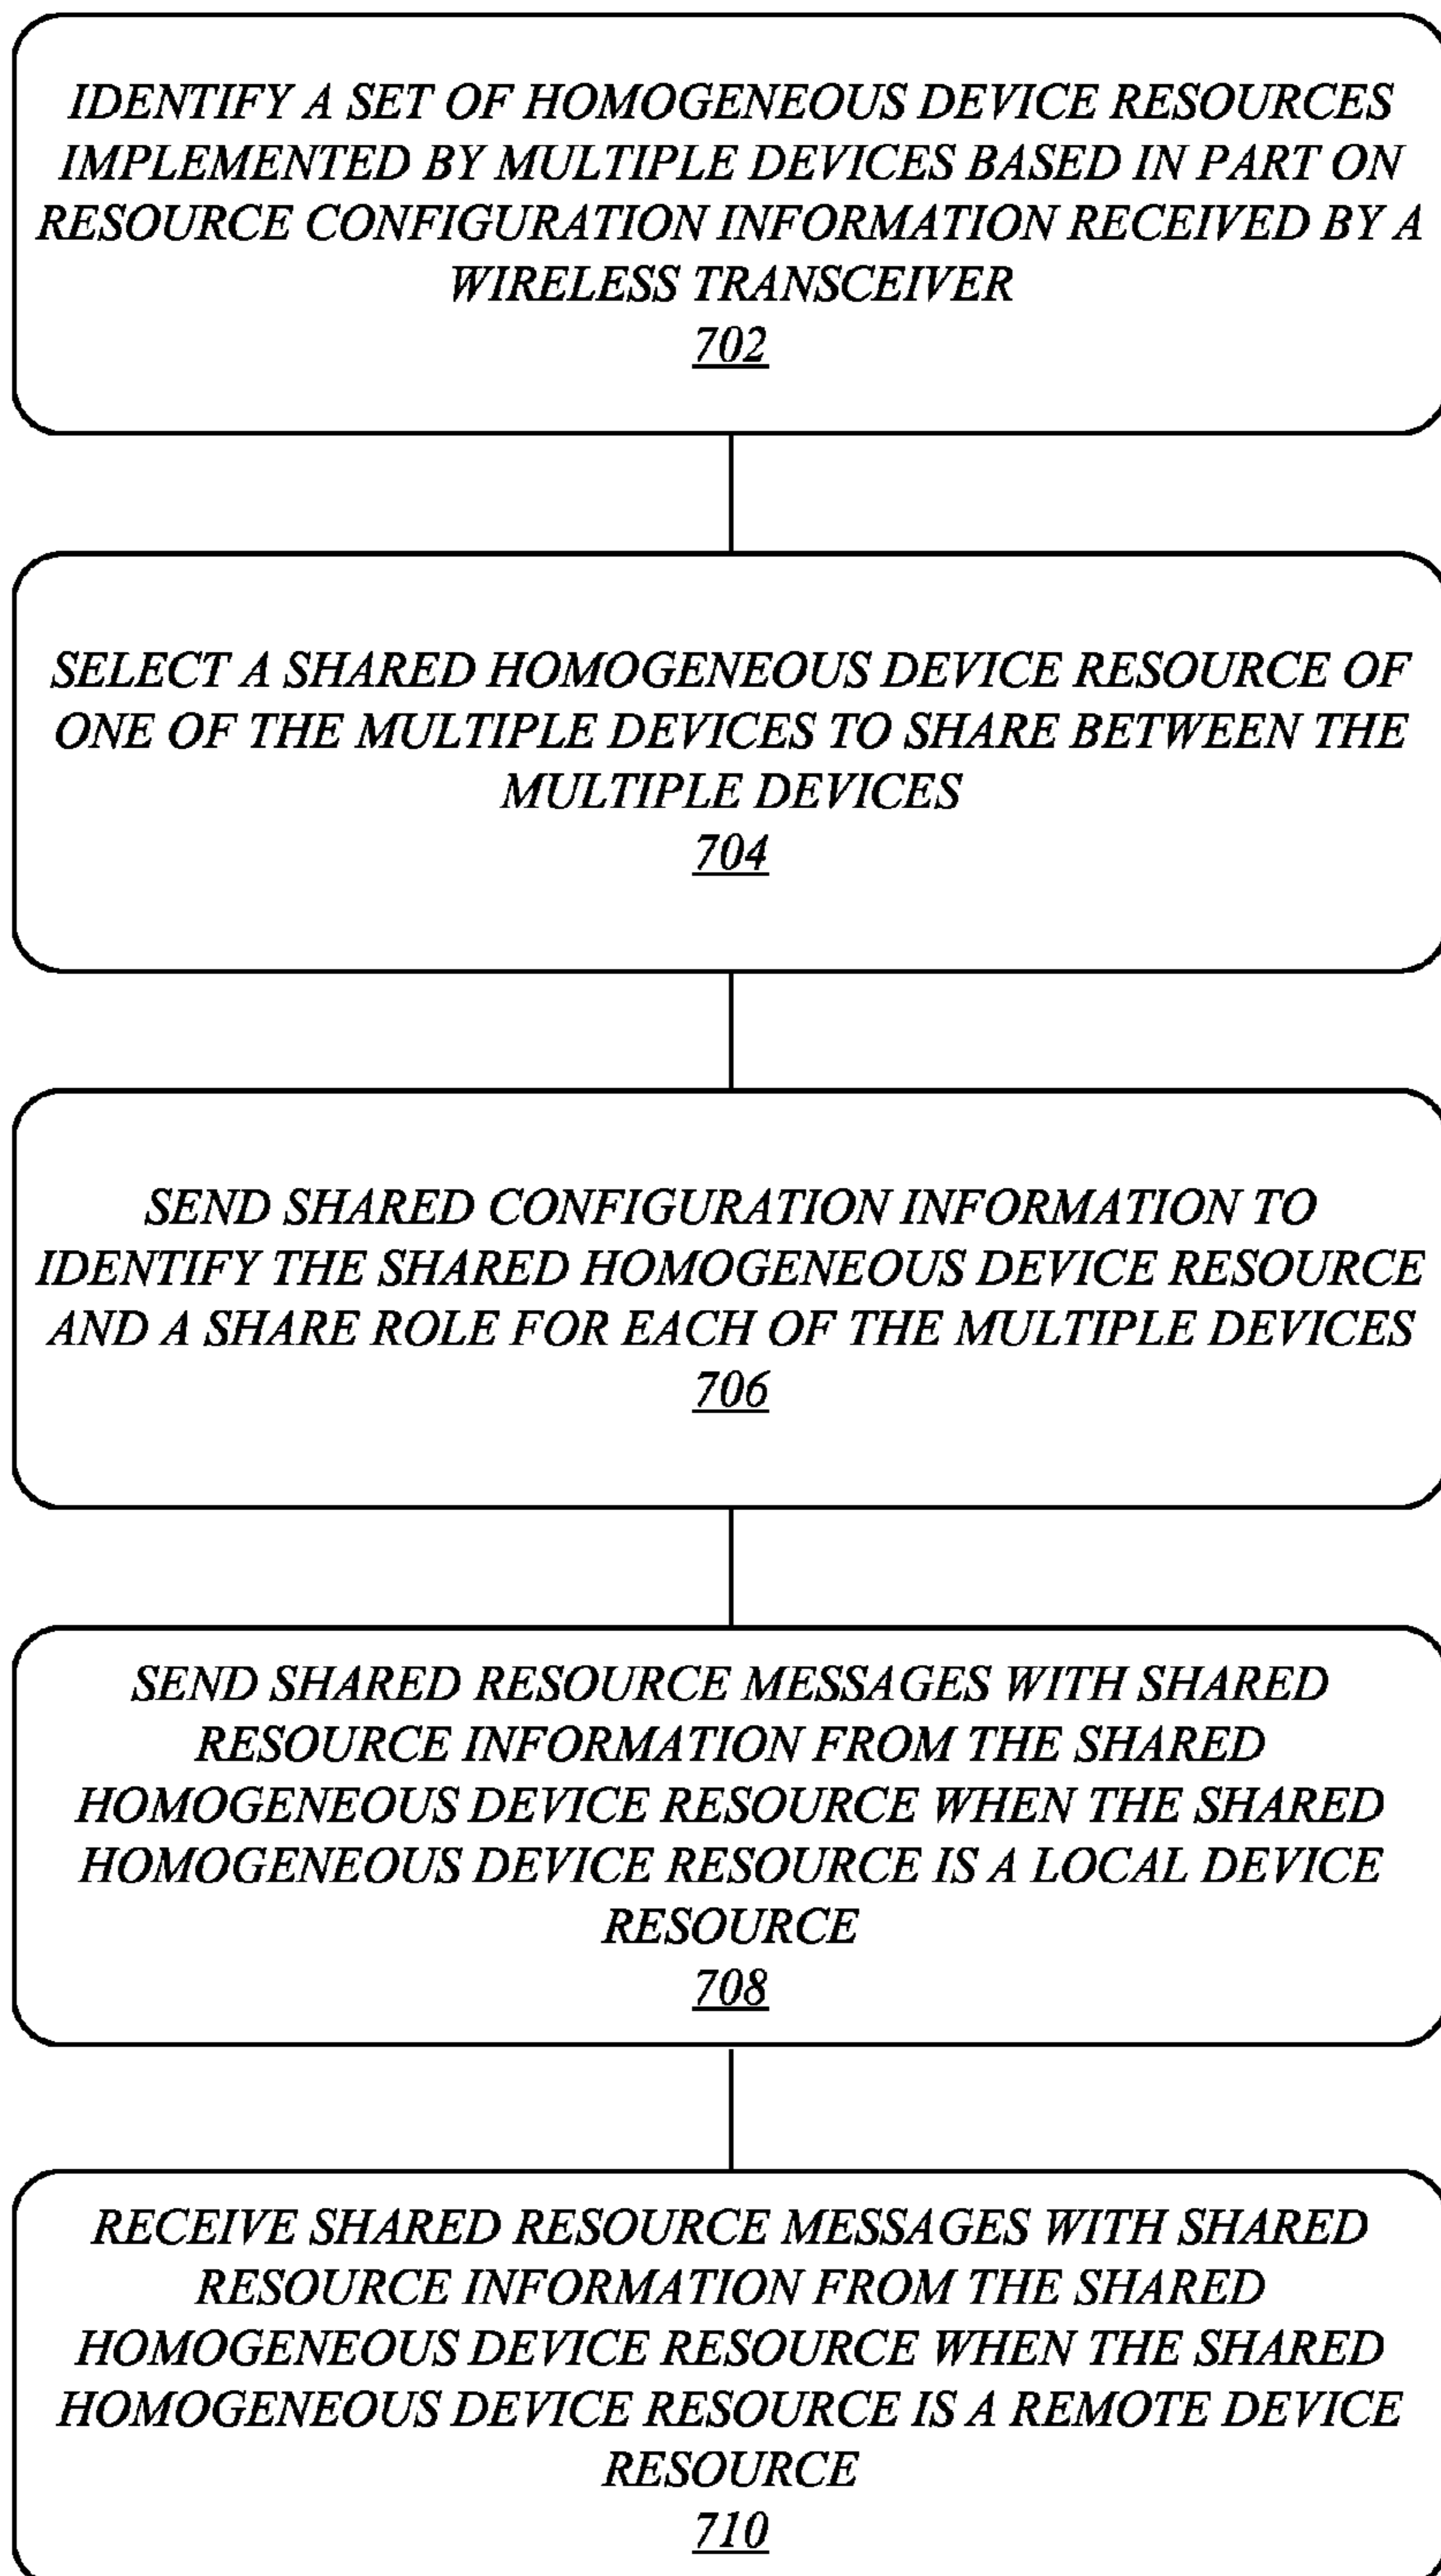 IDENTIFY A SET OF HOMOGENEOUS DEVICE RESOURCES
IMPLEMENTED BY MULTIPLE DEVICES BASED IN PART ON
RESOURCE CONFIGURATION INFORMATION RECEIVED BY A
WIRELESS TRANSCEIVER
702
SELECT A SHARED HOMOGENEOUS DEVICE RESOURCE OF
ONE OF THE MULTIPLE DEVICES TO SHARE BETWEEN THE
MULTIPLE DEVICES
704
SEND SHARED CONFIGURATION INFORMATION TO
IDENTIFY THE SHARED HOMOGENEOUS DEVICE RESOURCE
AND A SHARE ROLE FOR EACH OF THE MULTIPLE DEVICES
706
SEND SHARED RESOURCE MESSAGES WITH SHARED
RESOURCE INFORMATION FROM THE SHARED
HOMOGENEOUS DEVICE RESOURCE WHEN THE SHARED
HOMOGENEOUS DEVICE RESOURCE IS A LOCAL DEVICE
RESOURCE
708
RECEIVE SHARED RESOURCE MESSAGES WITH SHARED
RESOURCE INFORMATION FROM THE SHARED
HOMOGENEOUS DEVICE RESOURCE WHEN THE SHARED
HOMOGENEOUS DEVICE RESOURCE IS A REMOTE DEVICE
RESOURCE
710